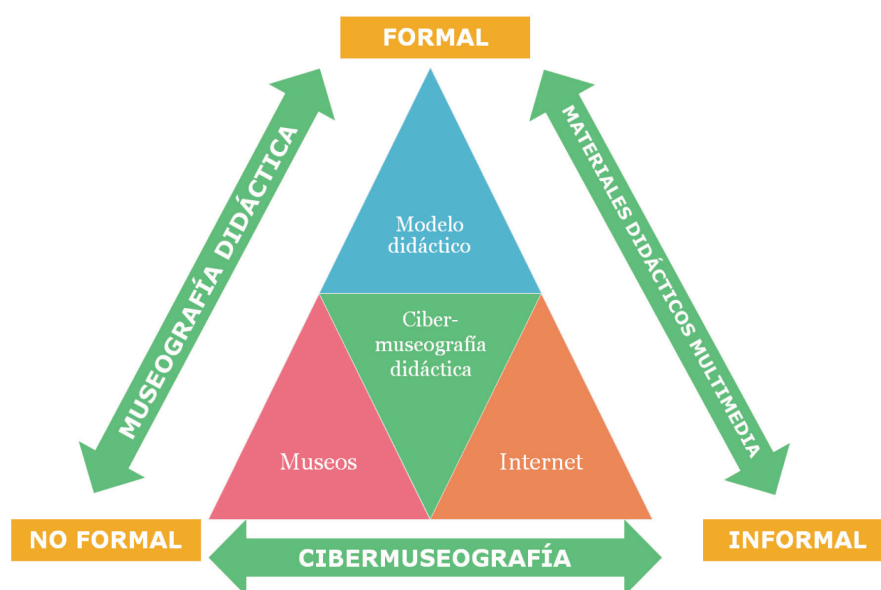 FORMAL
MUSEOGRAFÍA DIDÁCTICA
MATERIALES DIDÁCTICOS MULTIMEDIA
Modelo
didáctico
Ciber-
museografía
didáctica
Museos
Internet
NO FORMAL
CIBERMUSEOGRAFÍA
INFORMAL